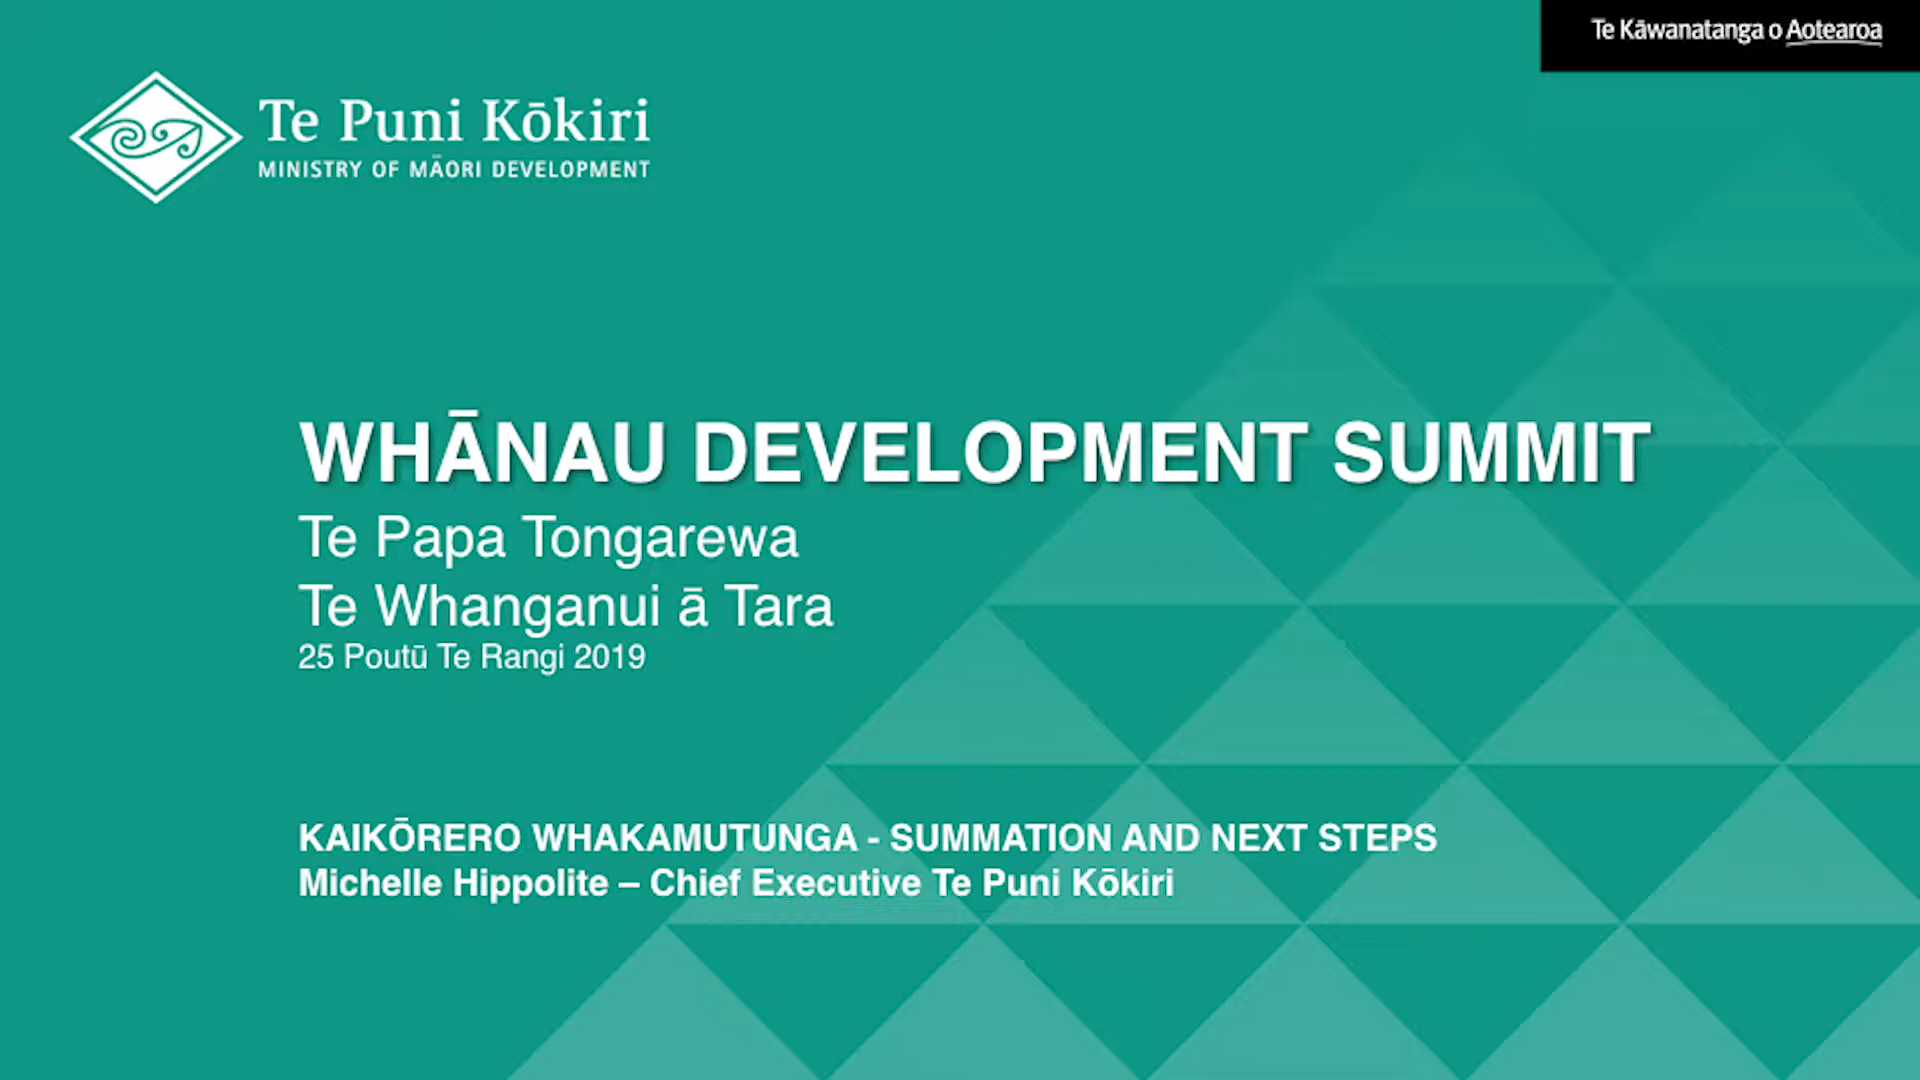 Te Kāwanatanga o Aotearoa
Te Puni Kōkiri
MINISTRY OF MĀORI DEVELOPMENT
WHĀNAU DEVELOPMENT SUMMIT
Te Papa Tongarewa
Te Whanganui ā Tara
25 Poutū Te Rangi 2019
KAIKŌRERO WHAKAMUTUNGA - SUMMATION AND NEXT STEPS
Michelle Hippolite – Chief Executive Te Puni Kōkiri